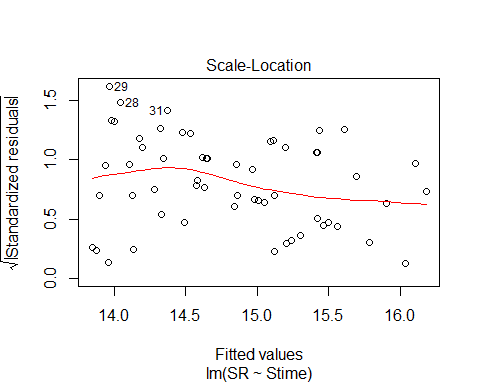 Scale-Location
√|Standardized residuals|
1.5
1.0
0.5
0.0
29
28
31
14.0 14.5 15.0 15.5 16.0
Fitted values
lm(SR ~ Stime)